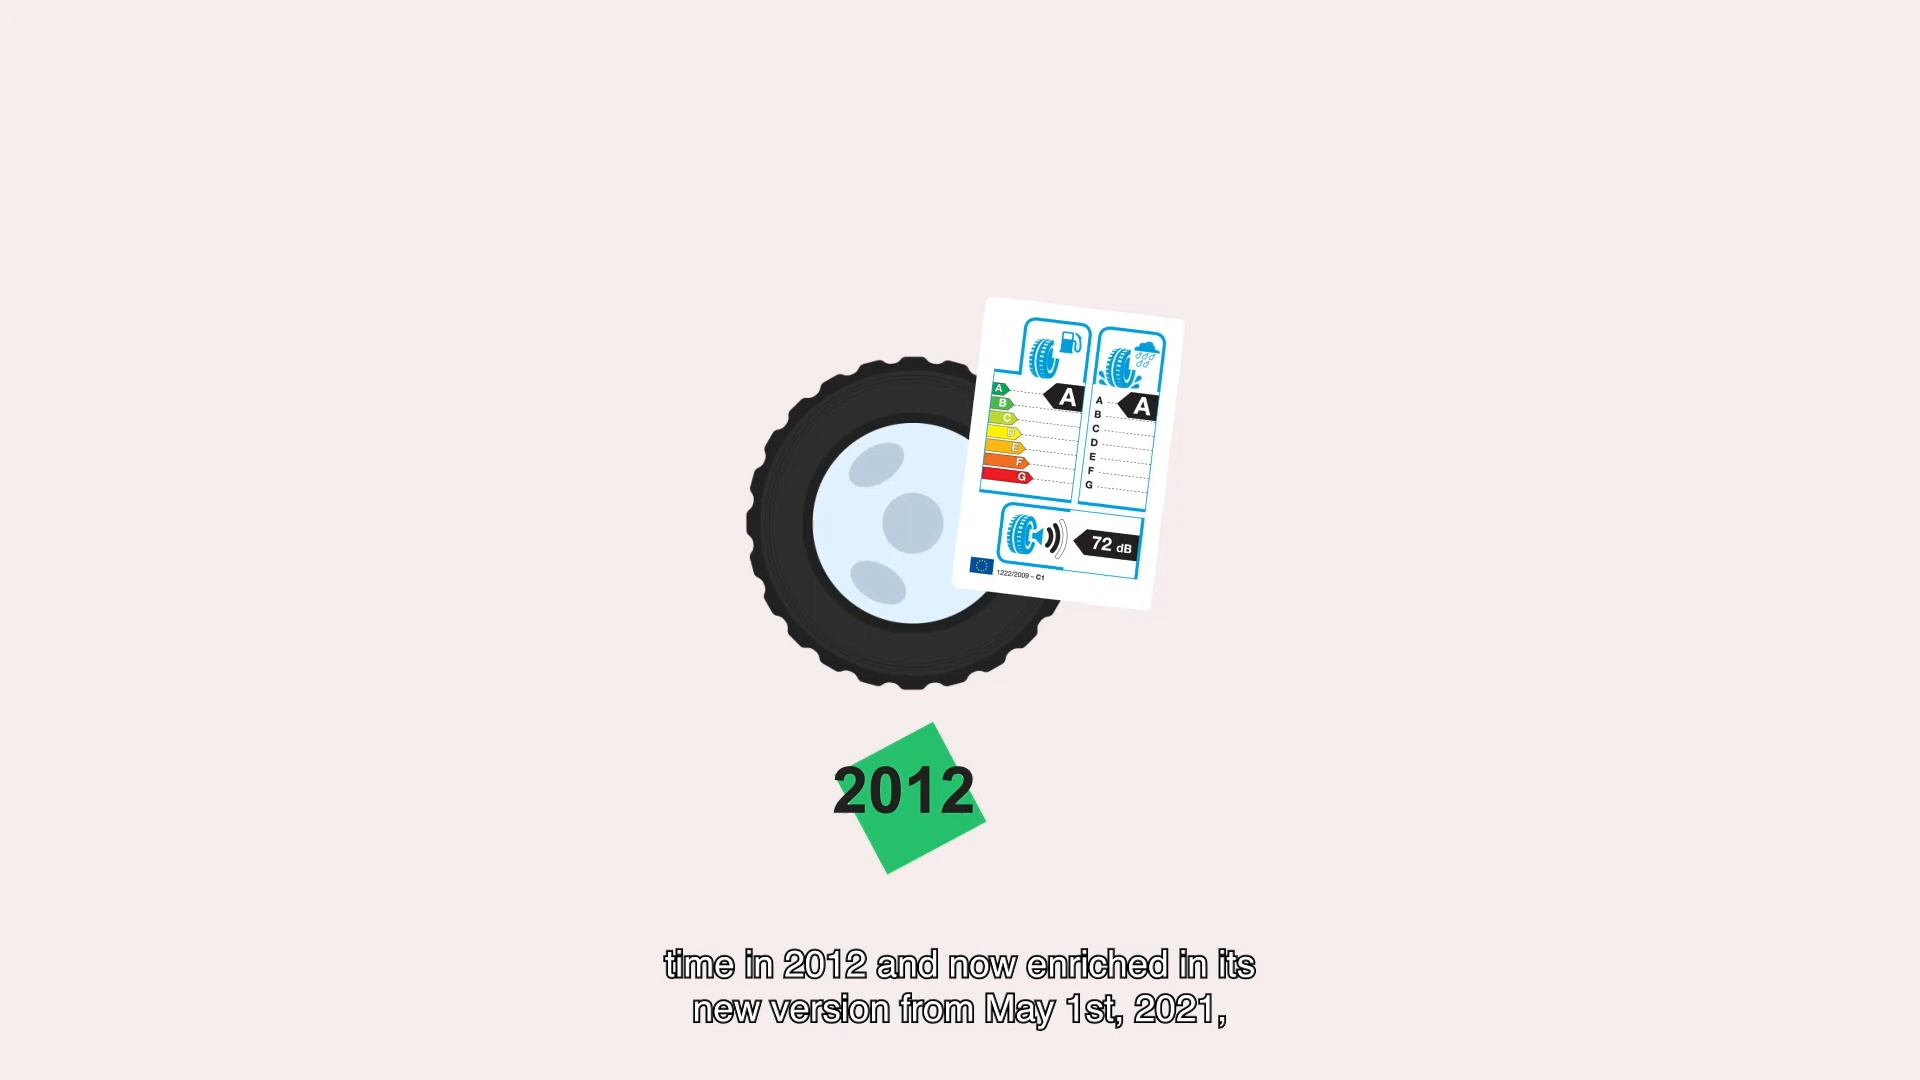 A
B
C
D
E
F
G
A
A
B
C
D
E
F
G
A
72 dB
1222/2009 – C1
2012
time in 2012 and now enriched in its
new version from May 1st, 2021,